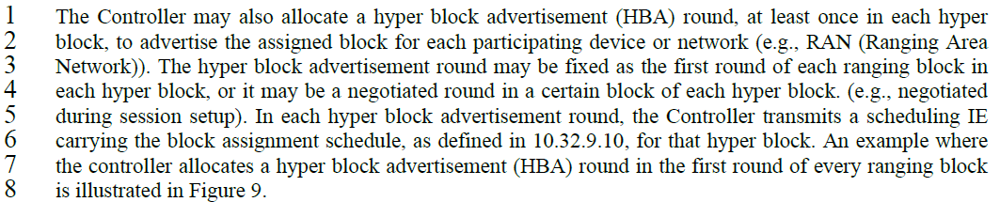 1 The Controller may also allocate a hyper block advertisement (HBA) round, at least once in each hyper
2 block, to advertise the assigned block for each participating device or network (e.g., RAN (Ranging Area
3 Network)). The hyper block advertisement round may be fixed as the first round of each ranging block in
4 each hyper block, or it may be a negotiated round in a certain block of each hyper block. (e.g., negotiated
5 during session setup). In each hyper block advertisement round, the Controller transmits a scheduling IE
6 carrying the block assignment schedule, as defined in 10.32.9.10, for that hyper block. An example where
7 the controller allocates a hyper block advertisement (HBA) round in the first round of every ranging block
8 is illustrated in Figure 9.